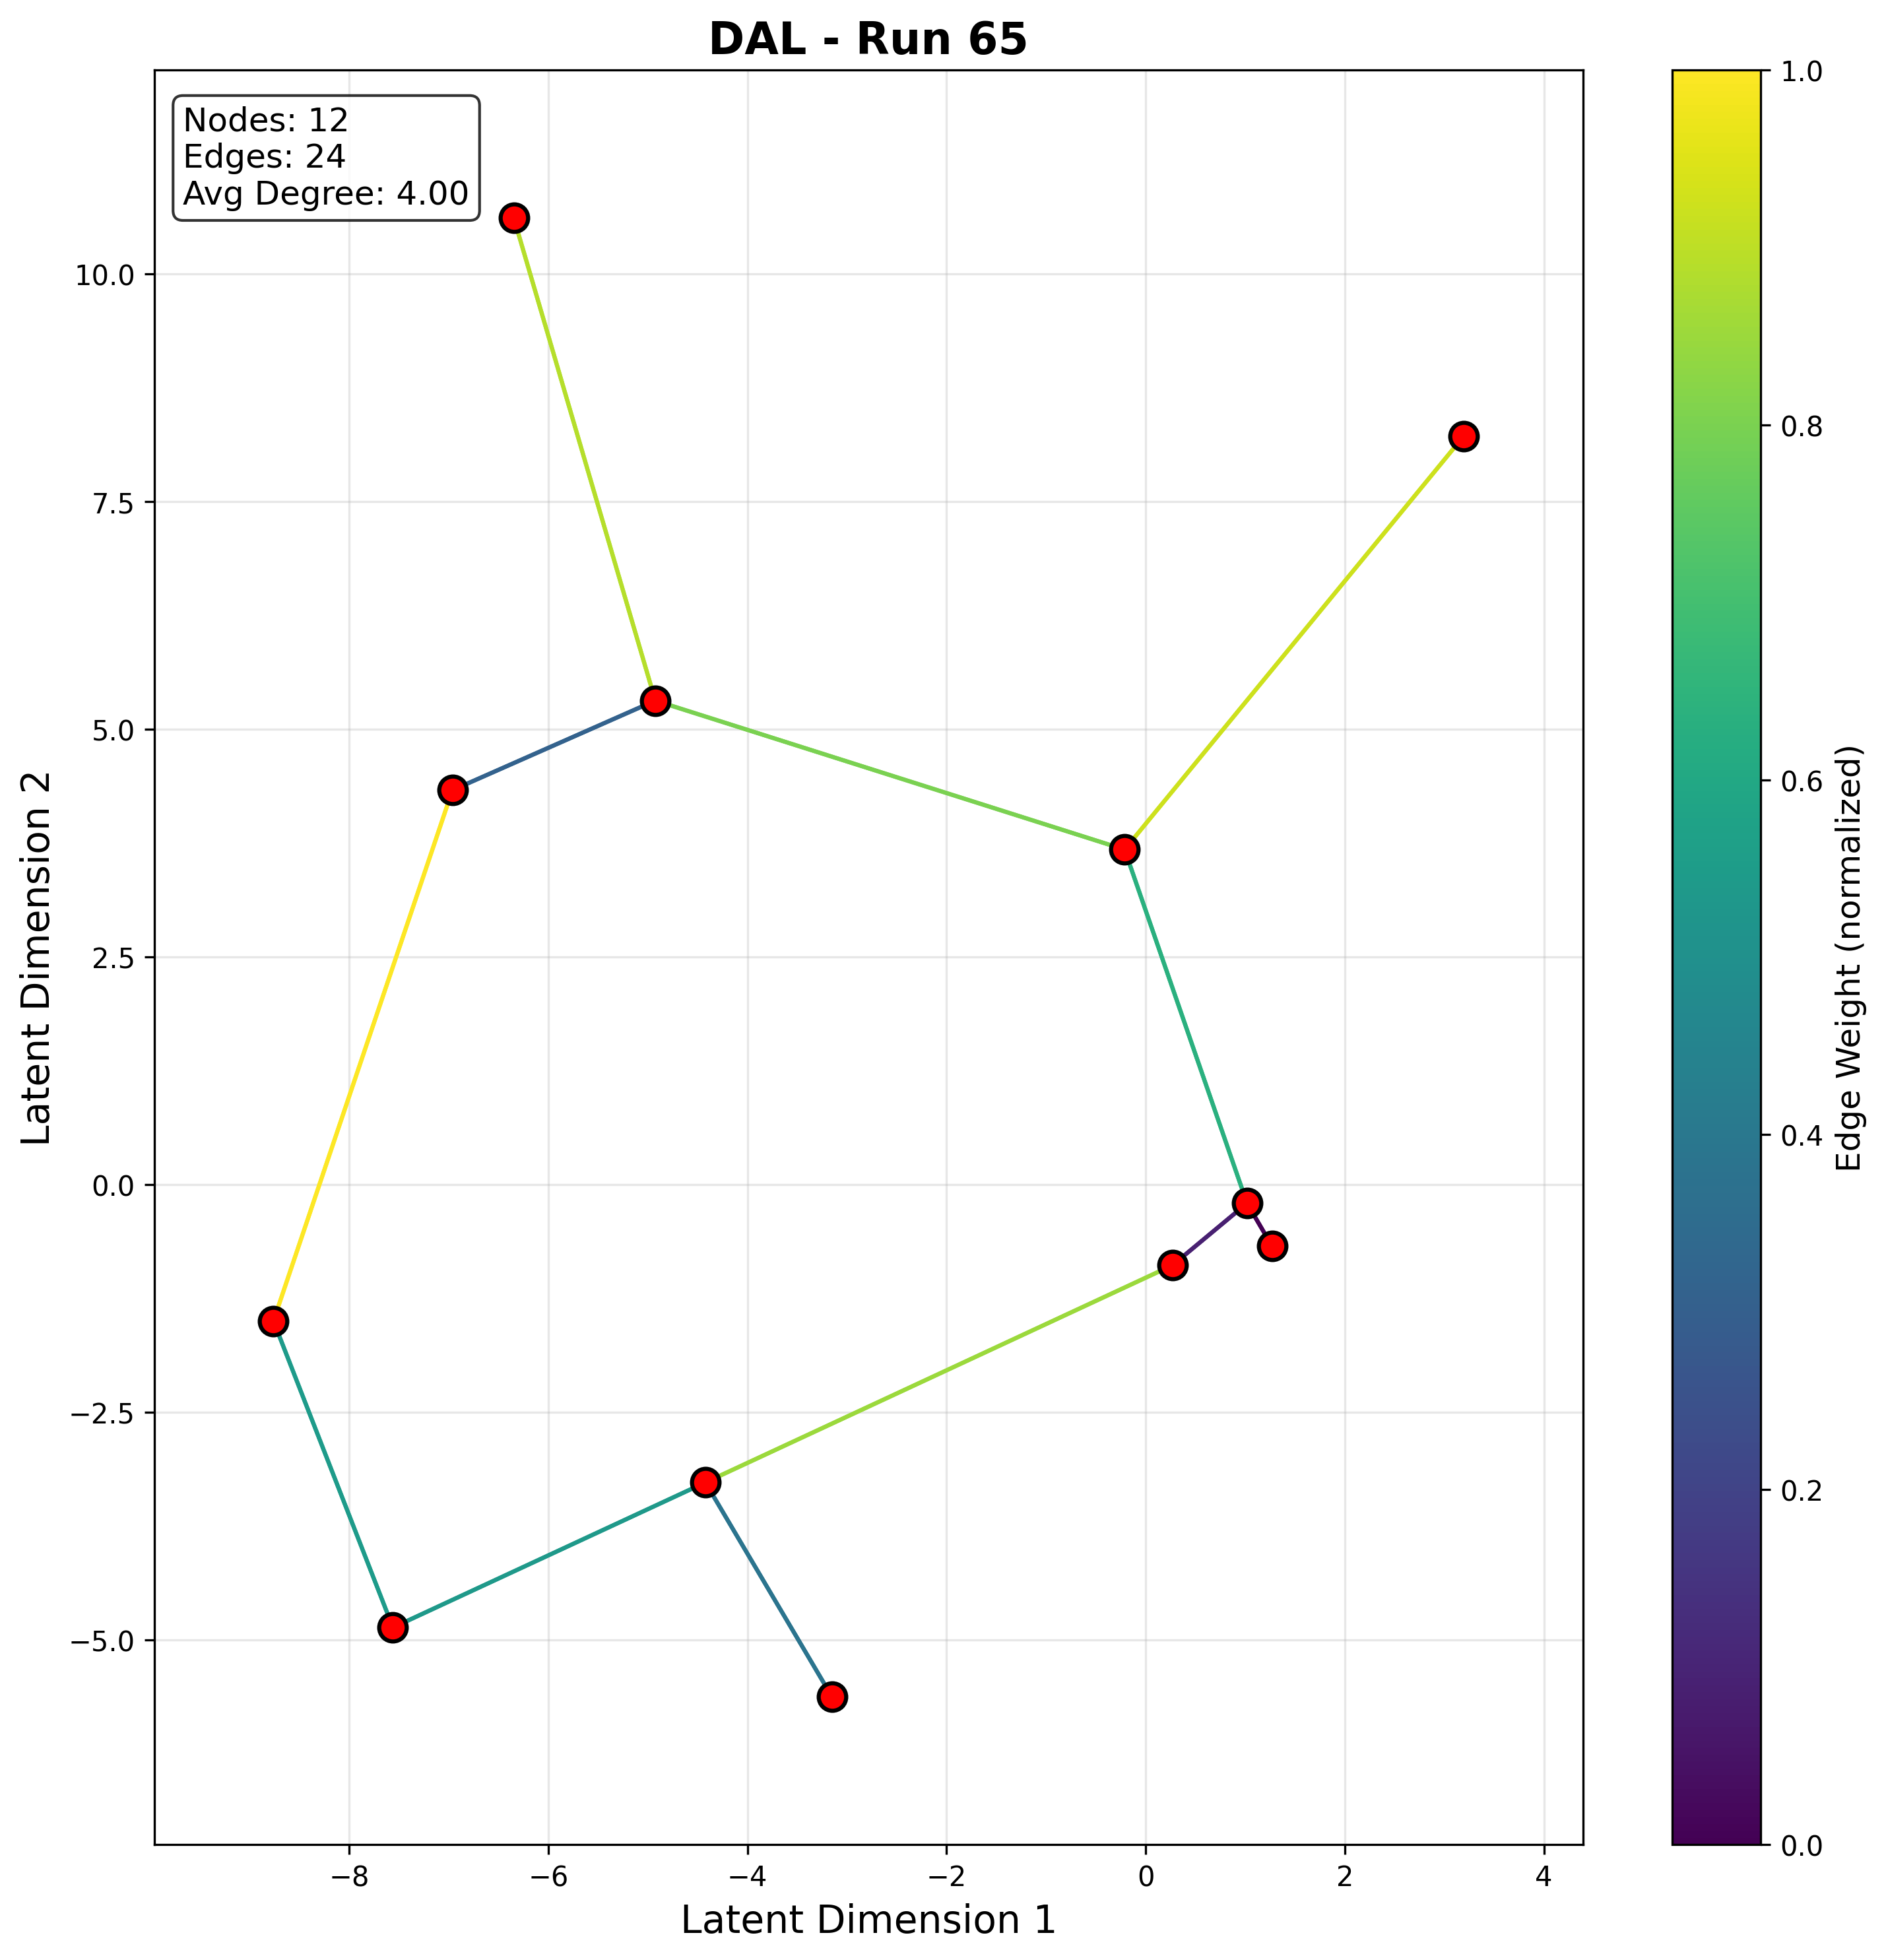 DAL - Run 65
Nodes: 12
Edges: 24
Avg Degree: 4.00
10.0
7.5
5.0
2.5
0.0
−2.5
−5.0
Latent Dimension 2
−8
−6
−4
−2
0
2
4
Latent Dimension 1
1.0
0.8
0.6
0.4
0.2
0.0
Edge Weight (normalized)